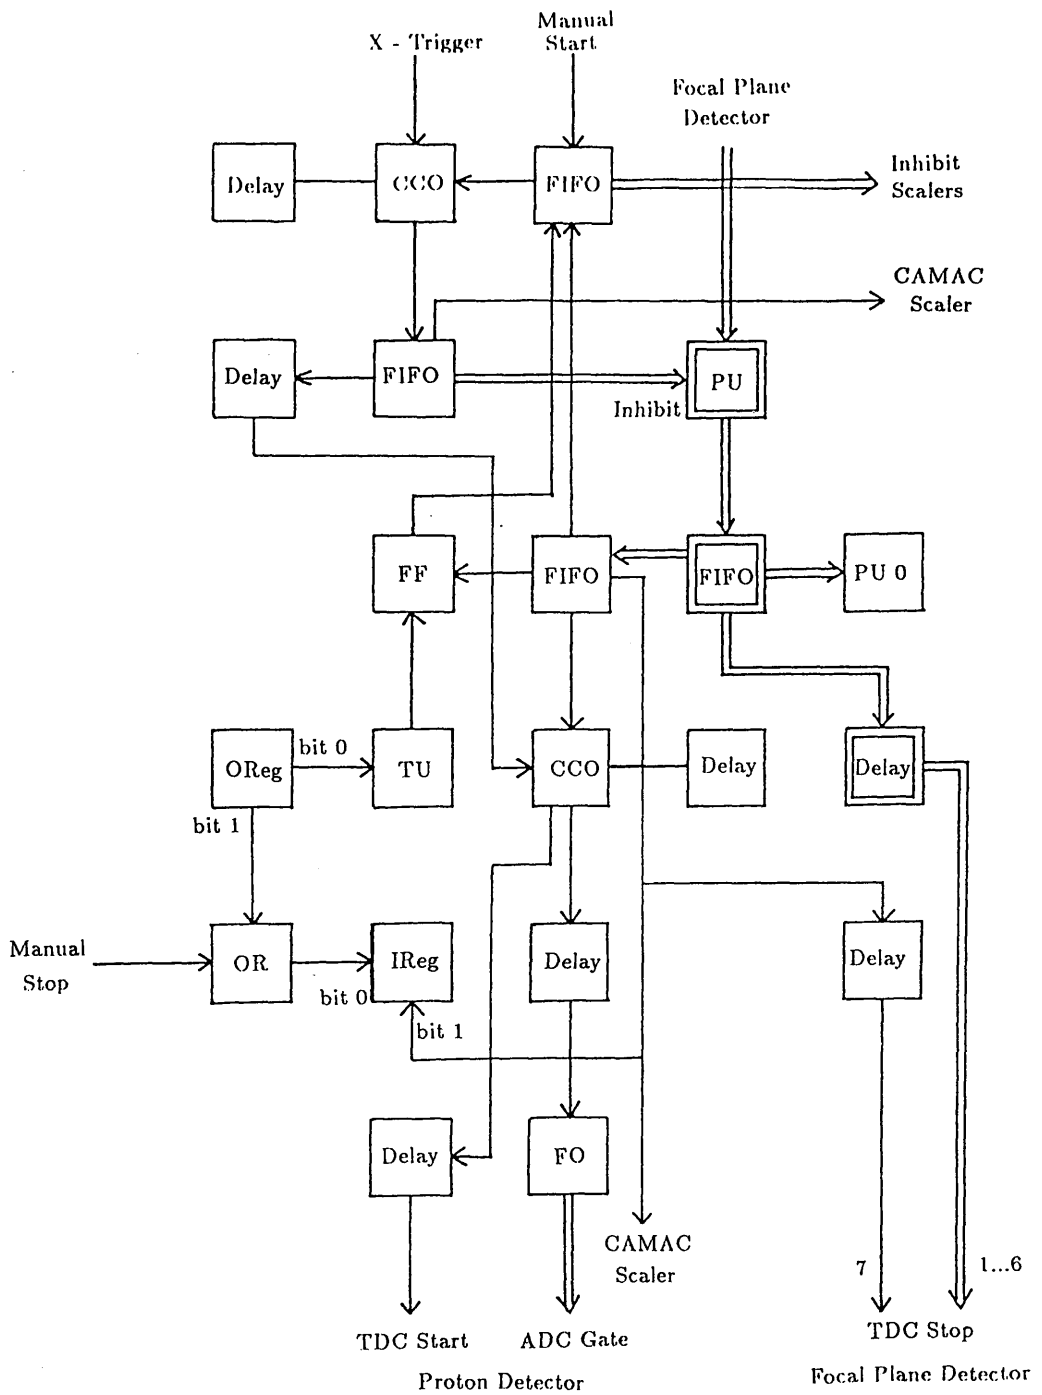 Manual
Start
X - Trigger
Focal Plane
Detector
Delay
CCO
FIFO
Inhibit
Scalers
CAMAC
Scaler
Delay
FIFO
PU
Inhibit
FF
FIFO
FIFO
PU 0
OReg
bit 0
TU
CCO
Delay
Delay
bit 1
Manual
Stop
OR
IReg
Delay
Delay
bit 0
bit 1
Delay
FO
CAMAC
Scaler
7
1...6
TDC Start
ADC Gate
TDC Stop
Proton Detector
Focal Plane Detector